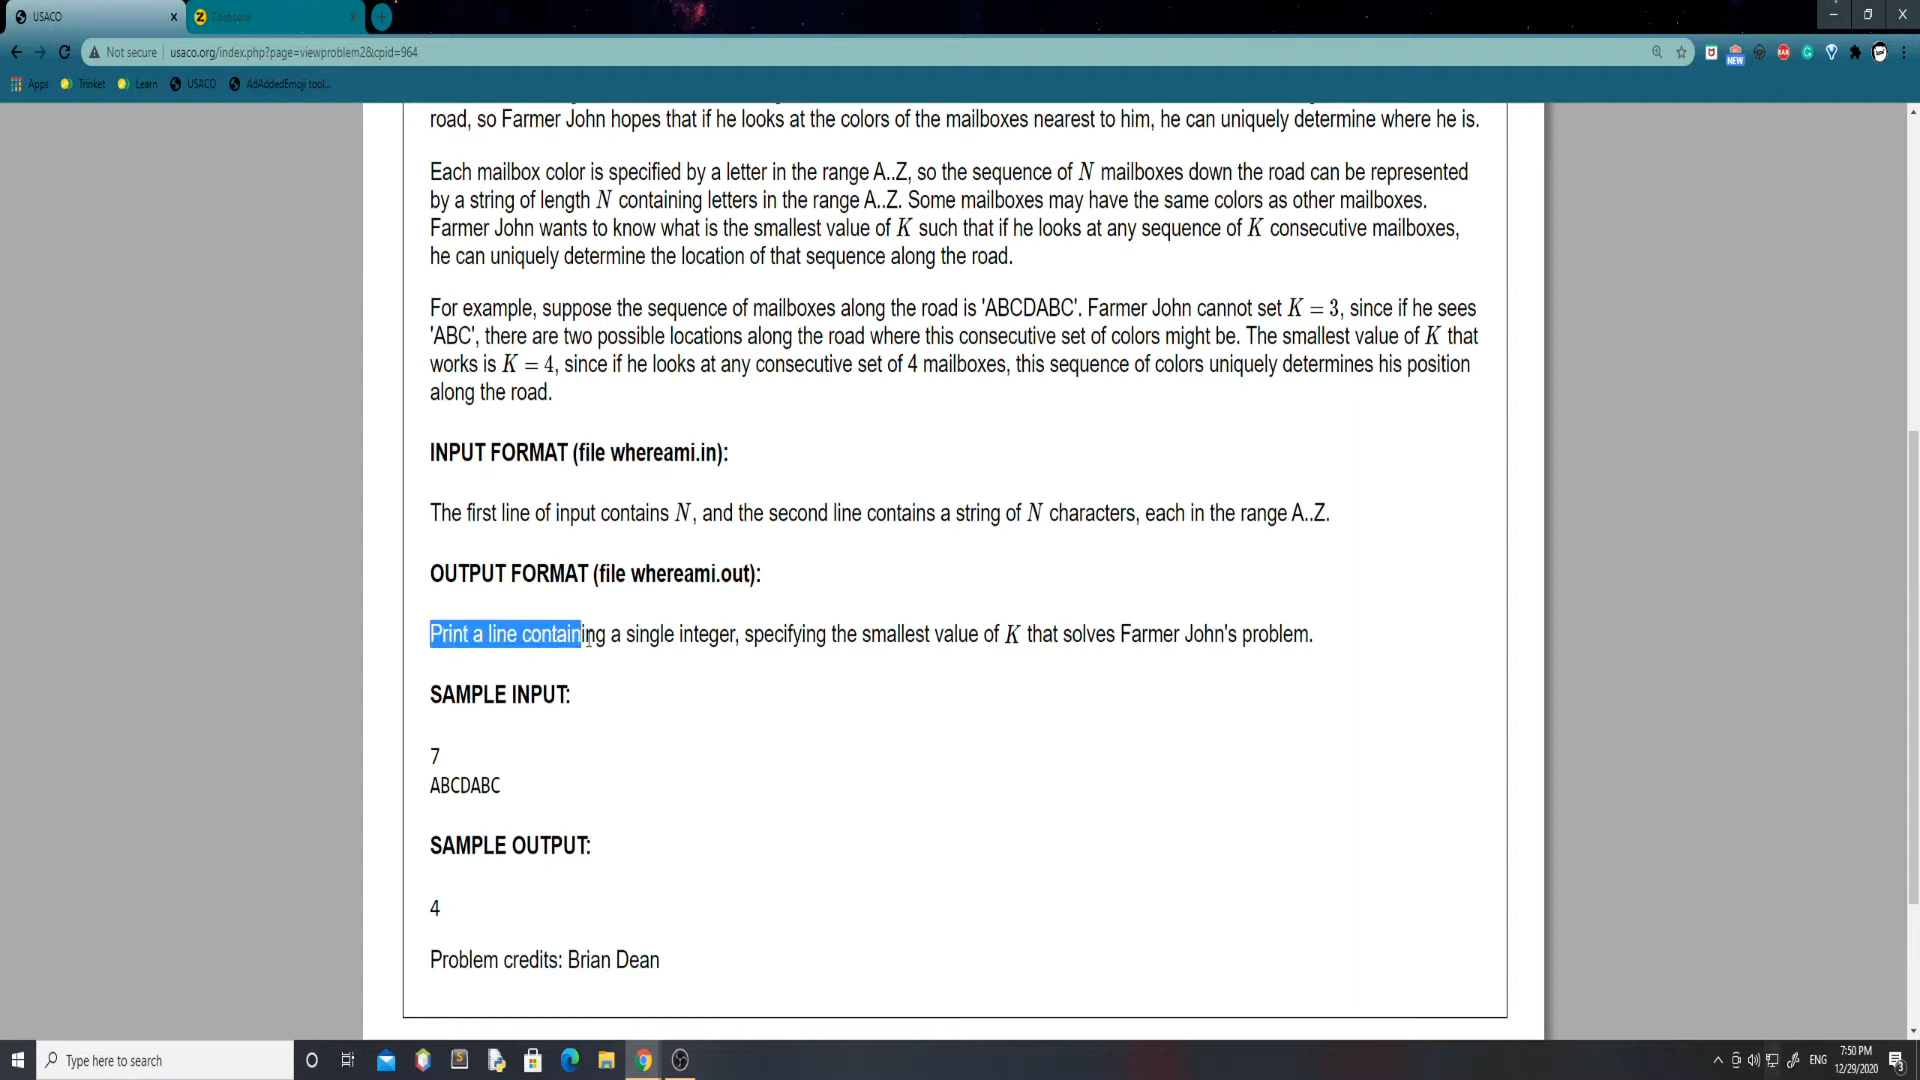 USACO
Ziteboard
Not secure
usaco.org/index.php?page=viewproblem2&cpid=964
NEW
Apps
Trinket
Learn
USACO
AdAddedEmoji tool...
road, so Farmer John hopes that if he looks at the colors of the mailboxes nearest to him, he can uniquely determine where he is.
Each mailbox color is specified by a letter in the range A..Z, so the sequence of N mailboxes down the road can be represented
by a string of length N containing letters in the range A..Z. Some mailboxes may have the same colors as other mailboxes.
Farmer John wants to know what is the smallest value of K such that if he looks at any sequence of K consecutive mailboxes,
he can uniquely determine the location of that sequence along the road.
For example, suppose the sequence of mailboxes along the road is 'ABCDABC'. Farmer John cannot set K = 3, since if he sees
'ABC', there are two possible locations along the road where this consecutive set of colors might be. The smallest value of K that
works is K = 4, since if he looks at any consecutive set of 4 mailboxes, this sequence of colors uniquely determines his position
along the road.
INPUT FORMAT (file whereami.in):
The first line of input contains N, and the second line contains a string of N characters, each in the range A..Z.
OUTPUT FORMAT (file whereami.out):
Print a line containing a single integer, specifying the smallest value of K that solves Farmer John's problem.
SAMPLE INPUT:
7
ABCDABC
SAMPLE OUTPUT:
4
Problem credits: Brian Dean
Type here to search
ENG
7:50 PM
12/29/2020
3